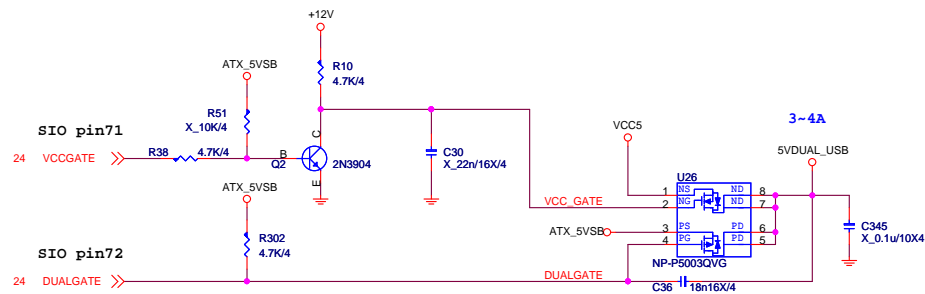 +12V
ATX_5VSB
R10
4.7K/4
R51
X_10K/4
SIO pin71
24 VCCGATE
R38
4.7K/4
B
C
E
Q2
2N3904
C30
X_22n/16X/4
ATX_5VSB
R302
4.7K/4
SIO pin72
24 DUALGATE
VCC5
3~4A
5VDUAL_USB
U26
1 NS ND 8
2 NG ND 7
VCC_GATE
ATX_5VSB
3 PS PD 6
4 PG PD 5
NP-P5003QVG
DUALGATE
C36 18n16X/4
C345
X_0.1u/10X4